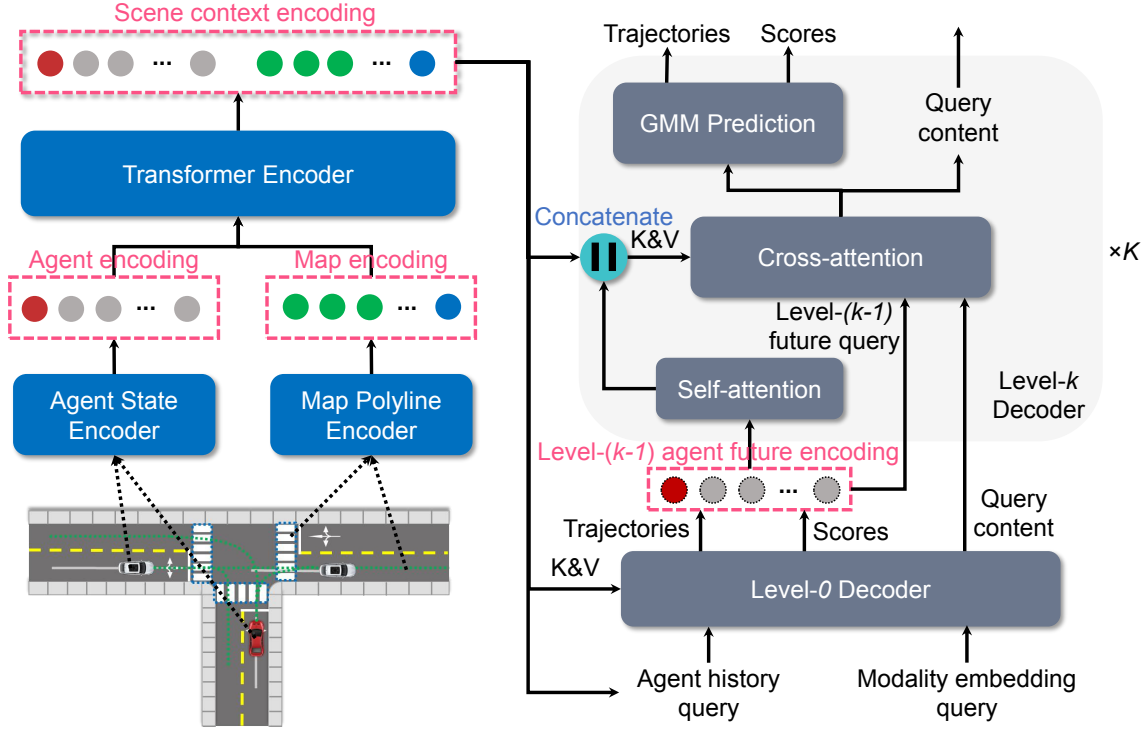 Scene context encoding
...
...
Transformer Encoder
Agent encoding
Map encoding
...
...
Agent State
Encoder
Map Polyline
Encoder
Trajectories
Scores
GMM Prediction
Query
content
Concatenate
K&V
Cross-attention
×K
Level-(k-1)
future query
Self-attention
Level-k
Decoder
Level-(k-1) agent future encoding
...
Trajectories
Scores
Query
content
K&V
Level-0 Decoder
Agent history
query
Modality embedding
query